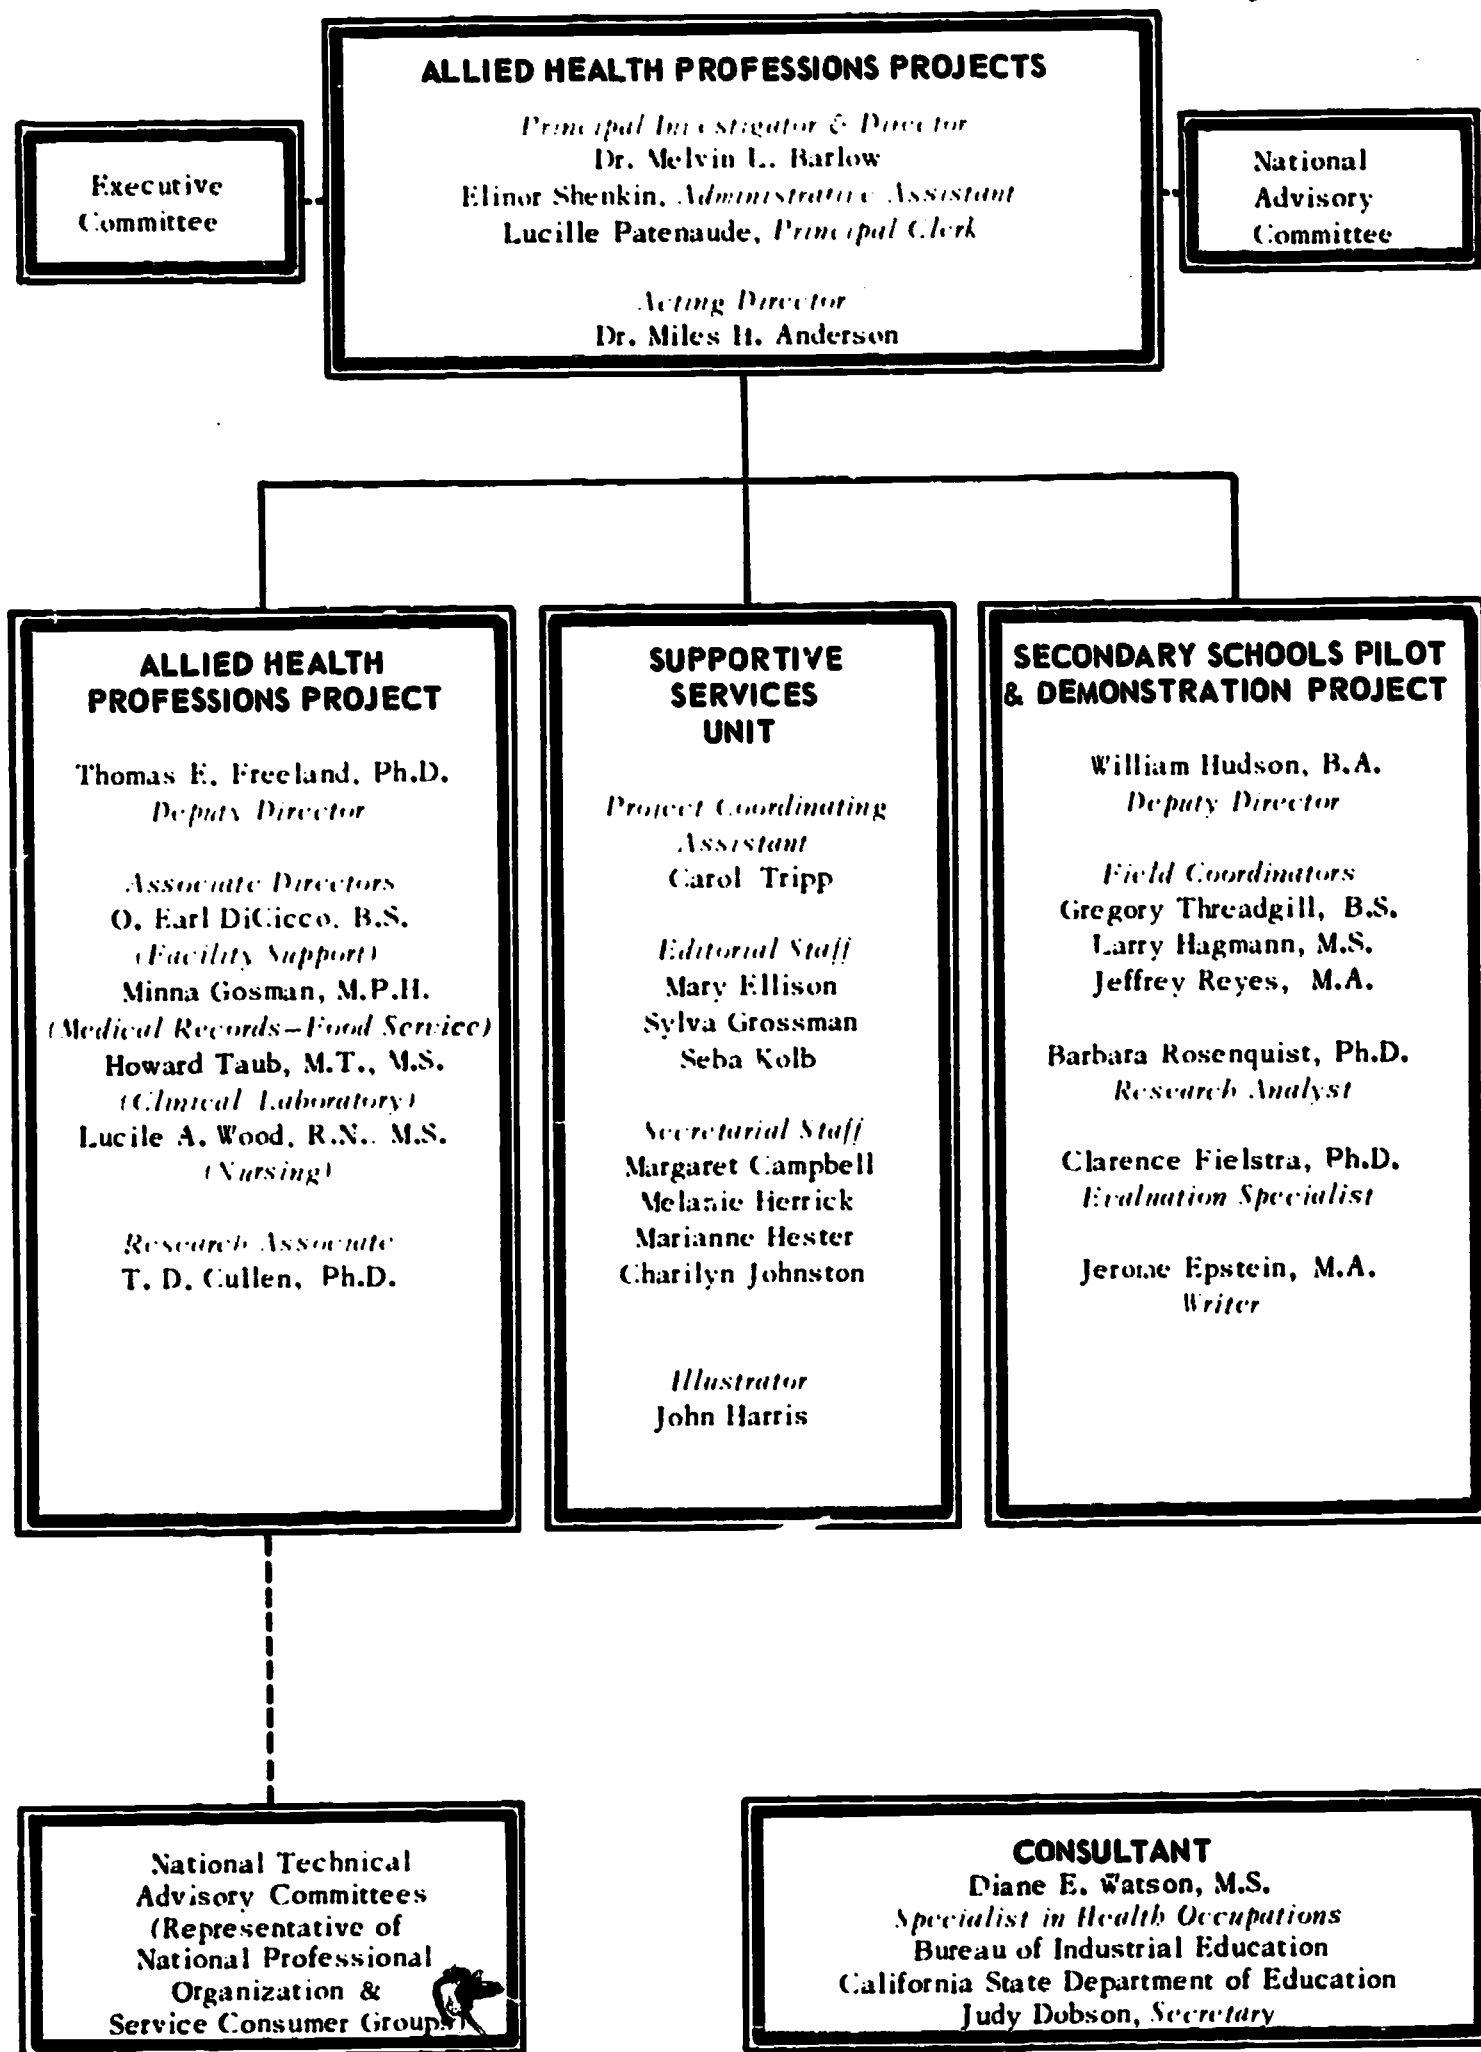 ALLIED HEALTH PROFESSIONS PROJECTS
Principal Investigator & Director
Dr. Melvin L. Barlow
Elinor Shenkin, Administrative Assistant
Lucille Patenaude, Principal Clerk
Acting Director
Dr. Miles H. Anderson
Executive
Committee
National
Advisory
Committee
ALLIED HEALTH
PROFESSIONS PROJECT
Thomas E. Freeland, Ph.D.
Deputy Director
Associate Directors
O. Earl DiCicco, B.S.
(Facility Support)
Minna Gosman, M.P.H.
(Medical Records–Food Service)
Howard Taub, M.T., M.S.
(Clinical Laboratory)
Lucile A. Wood, R.N., M.S.
(Nursing)
Research Associate
T. D. Cullen, Ph.D.
SUPPORTIVE
SERVICES
UNIT
Project Coordinating
Assistant
Carol Tripp
Editorial Staff
Mary Ellison
Sylva Grossman
Seba Kolb
Secretarial Staff
Margaret Campbell
Melanie Herrick
Marianne Hester
Charilyn Johnston
Illustrator
John Harris
SECONDARY SCHOOLS PILOT
& DEMONSTRATION PROJECT
William Hudson, B.A.
Deputy Director
Field Coordinators
Gregory Threadgill, B.S.
Larry Hagmann, M.S.
Jeffrey Reyes, M.A.
Barbara Rosenquist, Ph.D.
Research Analyst
Clarence Fielstra, Ph.D.
Evaluation Specialist
Jerome Epstein, M.A.
Writer
National Technical
Advisory Committees
(Representative of
National Professional
Organization &
Service Consumer Groups)
CONSULTANT
Diane E. Watson, M.S.
Specialist in Health Occupations
Bureau of Industrial Education
California State Department of Education
Judy Dobson, Secretary